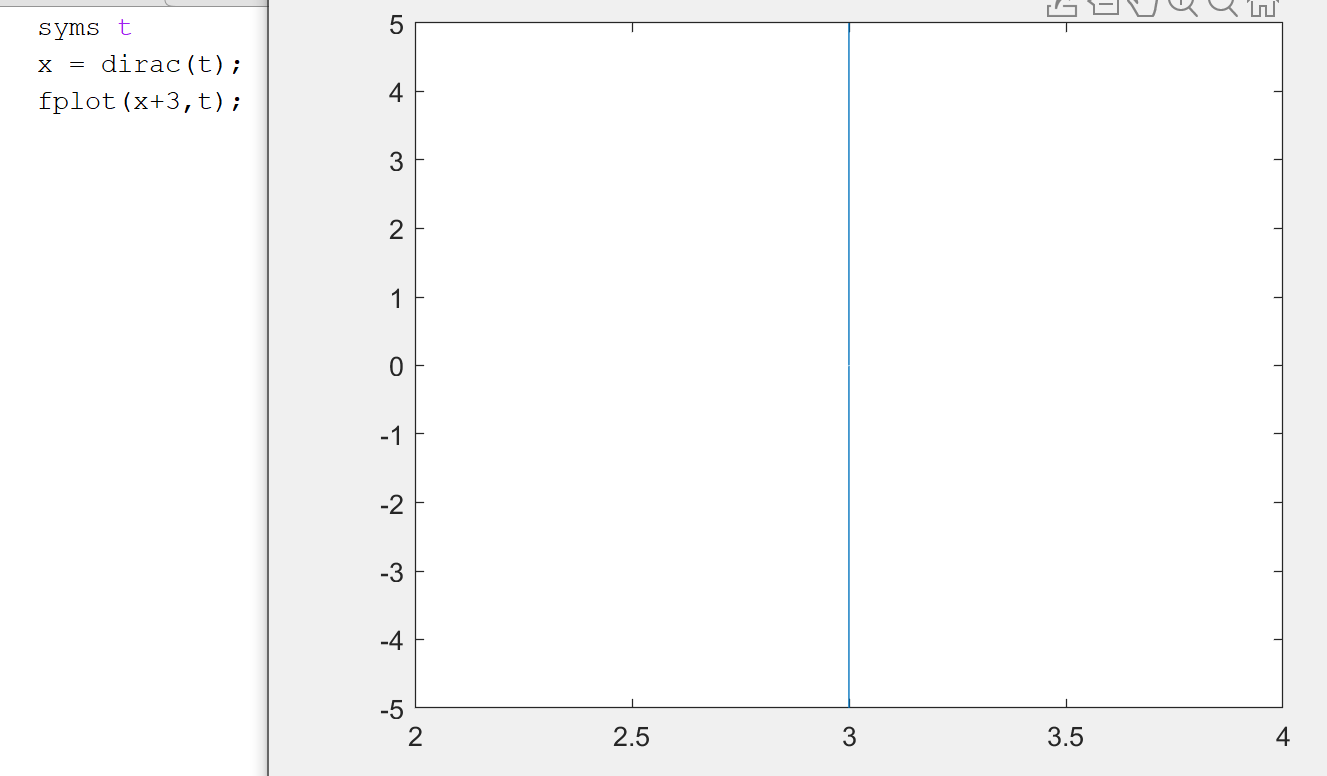 syms t
x = dirac(t);
fplot(x+3,t);
5
4
3
2
1
0
-1
-2
-3
-4
-5
2 2.5 3 3.5 4